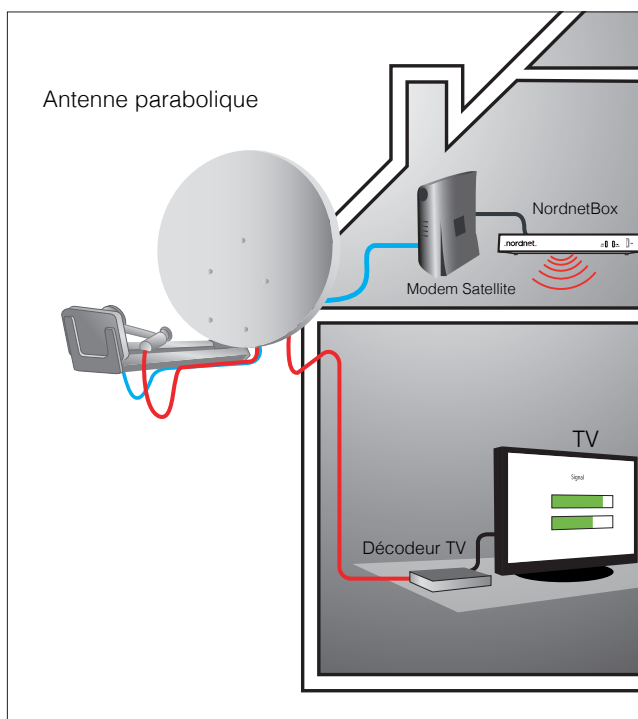 Antenne parabolique
NordnetBox
.nordnet.
Modem Satellite
TV
Signal
Décodeur TV